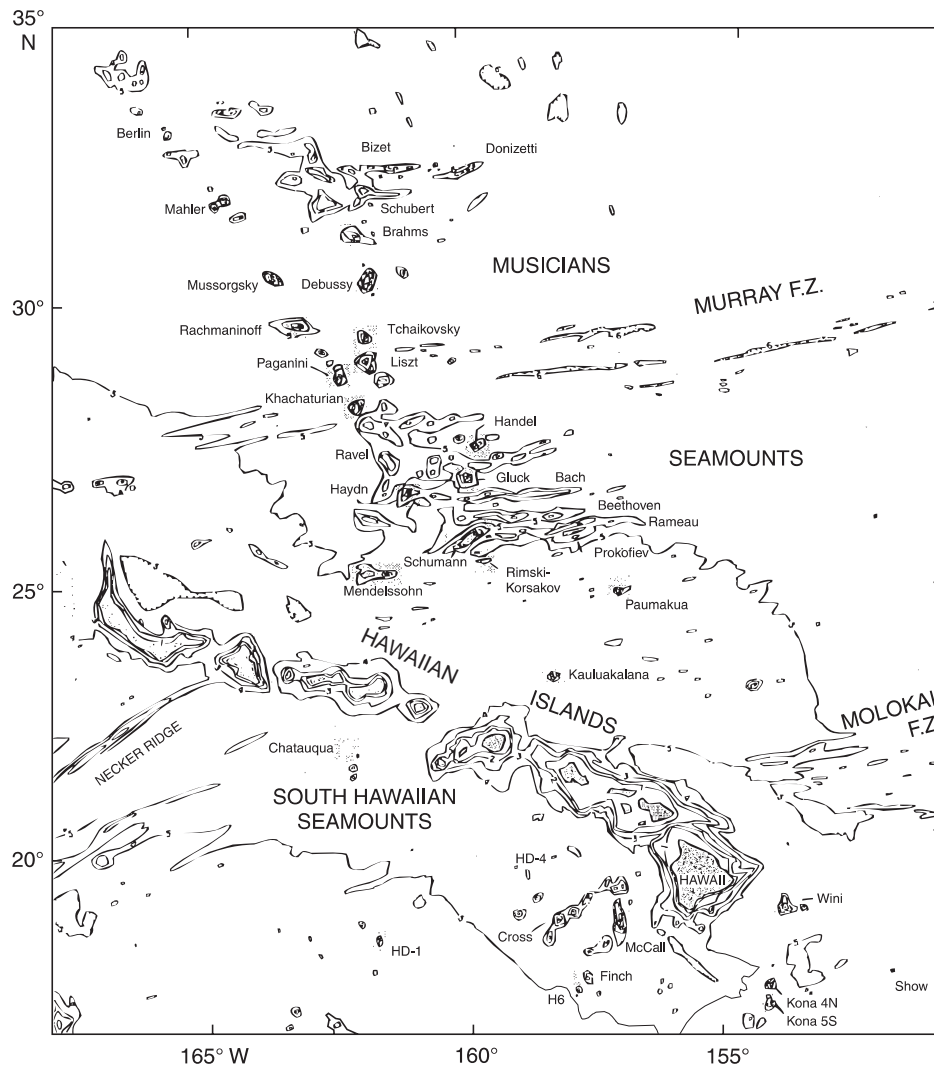 35°
N
Berlin
Bizet
Donizetti
Mahler
Schubert
Brahms
MUSICIANS
Mussorgsky
Debussy
MURRAY F.Z.
30°
Rachmaninoff
Tchaikovsky
Paganini
Liszt
Khachaturian
Handel
Ravel
SEAMOUNTS
Haydn
Gluck
Bach
Beethoven
Rameau
Schumann
Prokofiev
Rimski-
Korsakov
25°
Mendelssohn
Paumakua
HAWAIIAN
Kauluakalana
ISLANDS
MOLOKAI
F.Z.
NECKER RIDGE
Chatauqua
SOUTH HAWAIIAN
SEAMOUNTS
20°
HD-4
HAWAII
Wini
Cross
McCall
HD-1
Finch
Show
H6
Kona 4N
Kona 5S
165° W
160°
155°